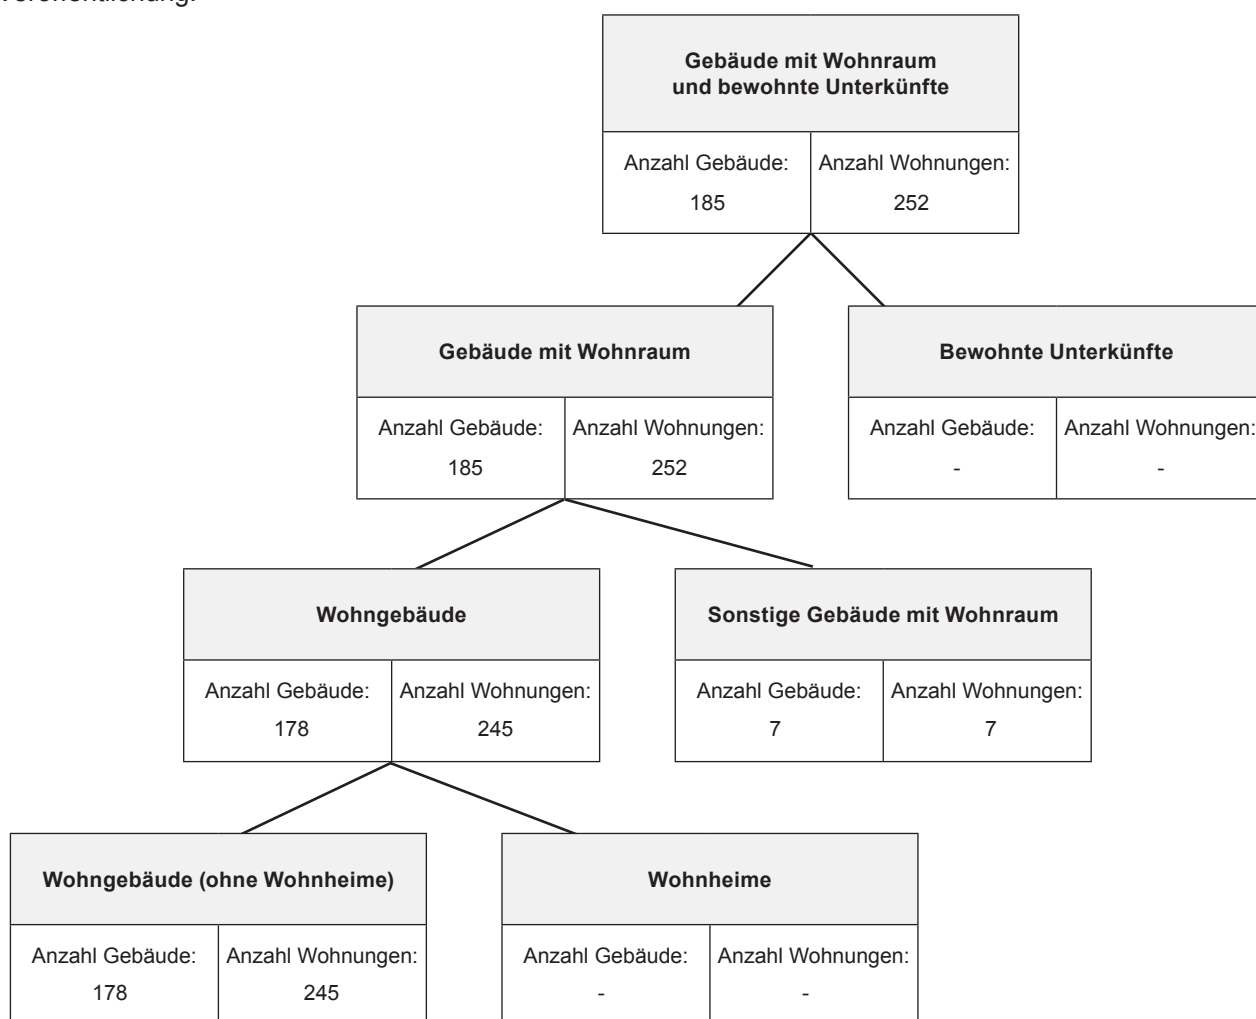 Veröffentlichung.
Gebäude mit Wohnraum
und bewohnte Unterkünfte
Anzahl Gebäude: Anzahl Wohnungen:
185 252
Gebäude mit Wohnraum
Anzahl Gebäude: Anzahl Wohnungen:
185 252
Bewohnte Unterkünfte
Anzahl Gebäude: Anzahl Wohnungen:
- -
Wohngebäude
Anzahl Gebäude: Anzahl Wohnungen:
178 245
Sonstige Gebäude mit Wohnraum
Anzahl Gebäude: Anzahl Wohnungen:
7 7
Wohngebäude (ohne Wohnheime)
Anzahl Gebäude: Anzahl Wohnungen:
178 245
Wohnheime
Anzahl Gebäude: Anzahl Wohnungen:
- -